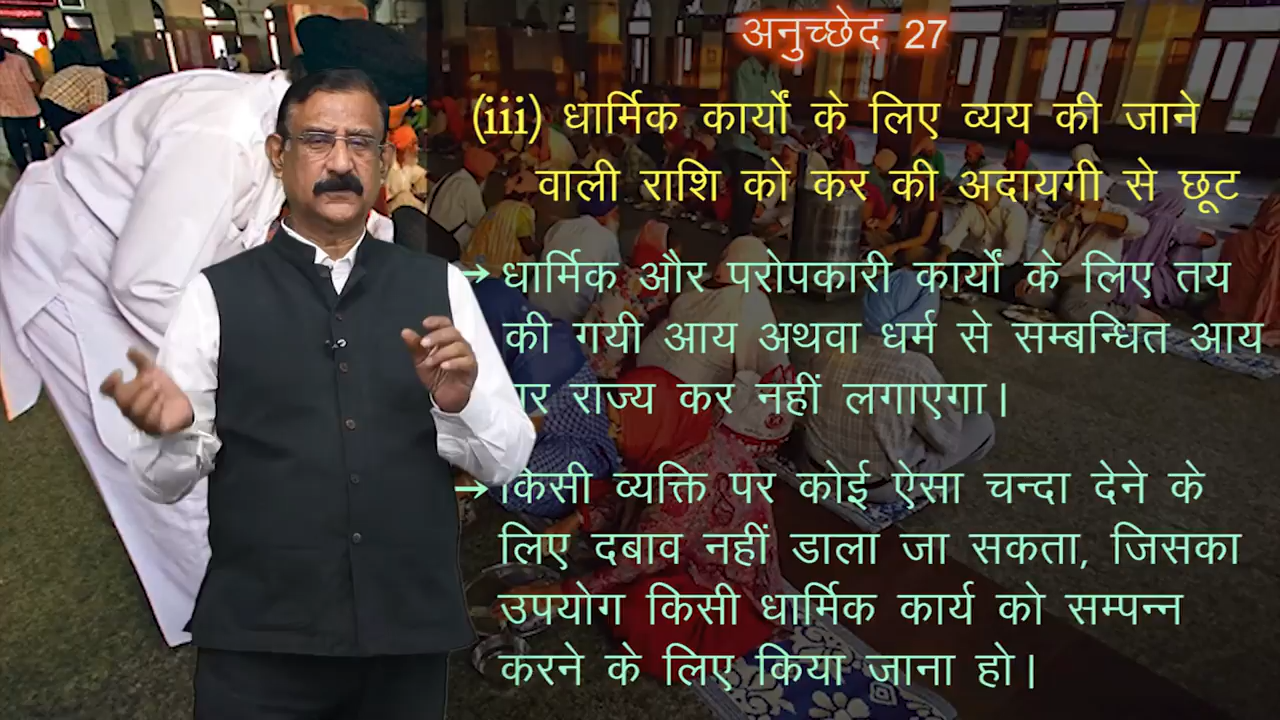 अनुच्छेद 27
(iii) धार्मिक कार्यों के लिए व्यय की जाने
वाली राशि को कर की अदायगी से छूट
→ धार्मिक और परोपकारी कार्यों के लिए तय
की गयी आय अथवा धर्म से सम्बन्धित आय
पर राज्य कर नहीं लगाएगा।
→ किसी व्यक्ति पर कोई ऐसा चन्दा देने के
लिए दबाव नहीं डाला जा सकता, जिसका
उपयोग किसी धार्मिक कार्य को सम्पन्न
करने के लिए किया जाना हो।